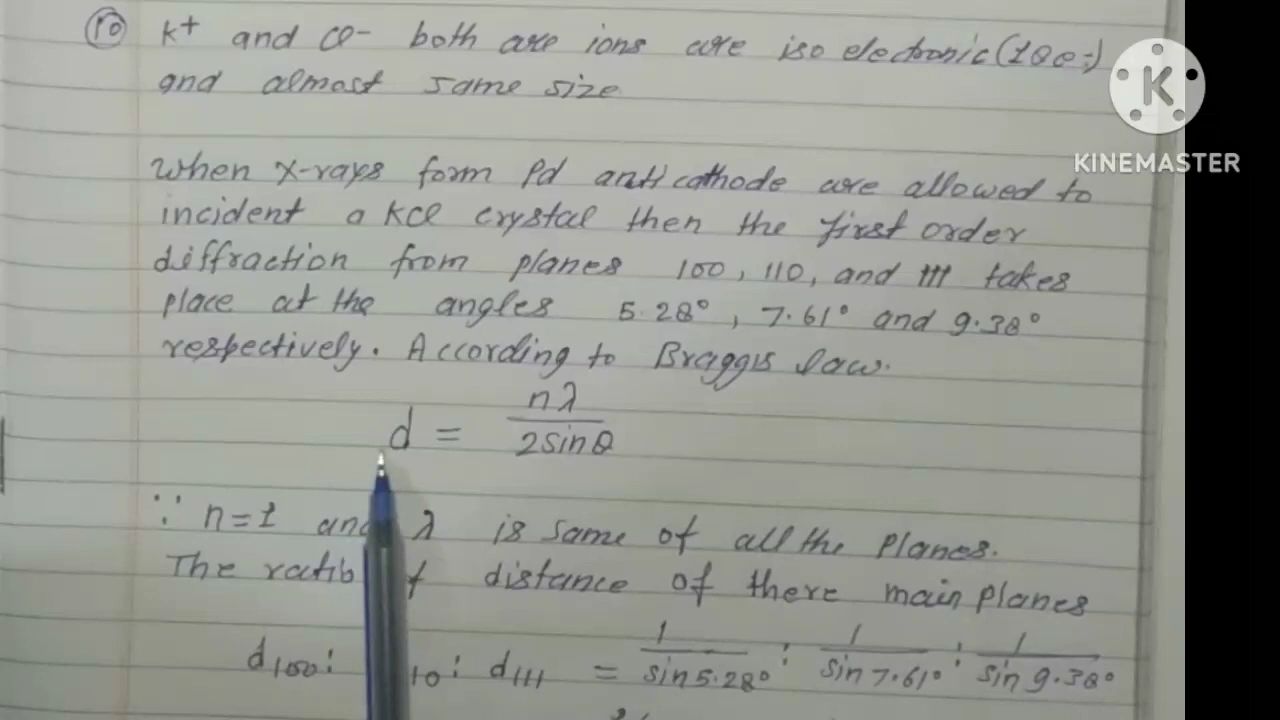 10 K+ and Cl- both are ions are iso electronic (18e-)
and almost same size
When X-rays form Pd anti cathode are allowed to
incident a KCl crystal then the first order
diffraction from planes 100, 110, and 111 takes
place at the angles 5.28°, 7.61° and 9.38°
respectively. According to Braggis law.
d = nλ / 2sinθ
∵ n=1 and λ is same of all the planes.
The ratio of distance of there main planes
d100 : 10 : d111 = 1/sin5.28° : 1/sin7.61° : 1/sin9.38°
K
KINEMASTER